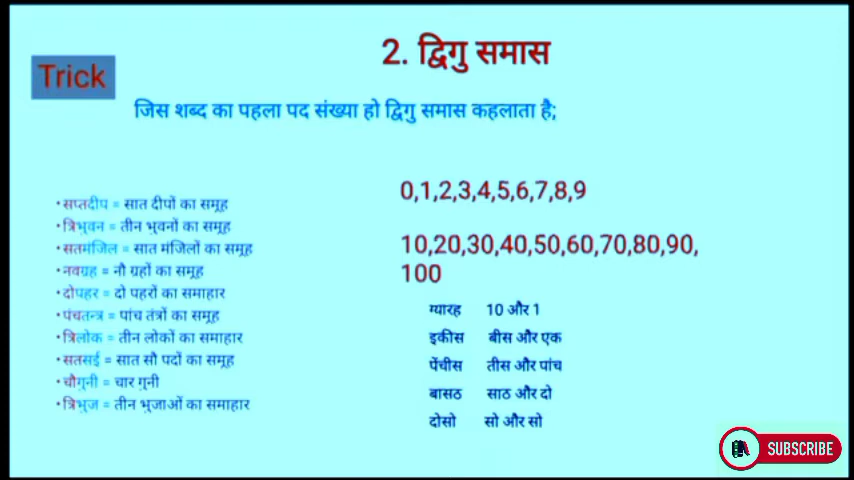 2. द्विगु समास
Trick
जिस शब्द का पहला पद संख्या हो द्विगु समास कहलाता है;
•सप्तदीप = सात दीपों का समूह
•त्रिभुवन = तीन भुवनों का समूह
•सतमंजिल = सात मंजिलों का समूह
•नवग्रह = नौ ग्रहों का समूह
•दोपहर = दो पहरों का समाहार
•पंचतन्त्र = पांच तंत्रों का समूह
•त्रिलोक = तीन लोकों का समाहार
•सतसई = सात सौ पदों का समूह
•चौगुनी = चार गुनी
•त्रिभुज = तीन भुजाओं का समाहार
0,1,2,3,4,5,6,7,8,9
10,20,30,40,50,60,70,80,90,
100
ग्यारह 10 और 1
इकीस बीस और एक
पेंचीस तीस और पांच
बासठ साठ और दो
दोसो सो और सो
SUBSCRIBE